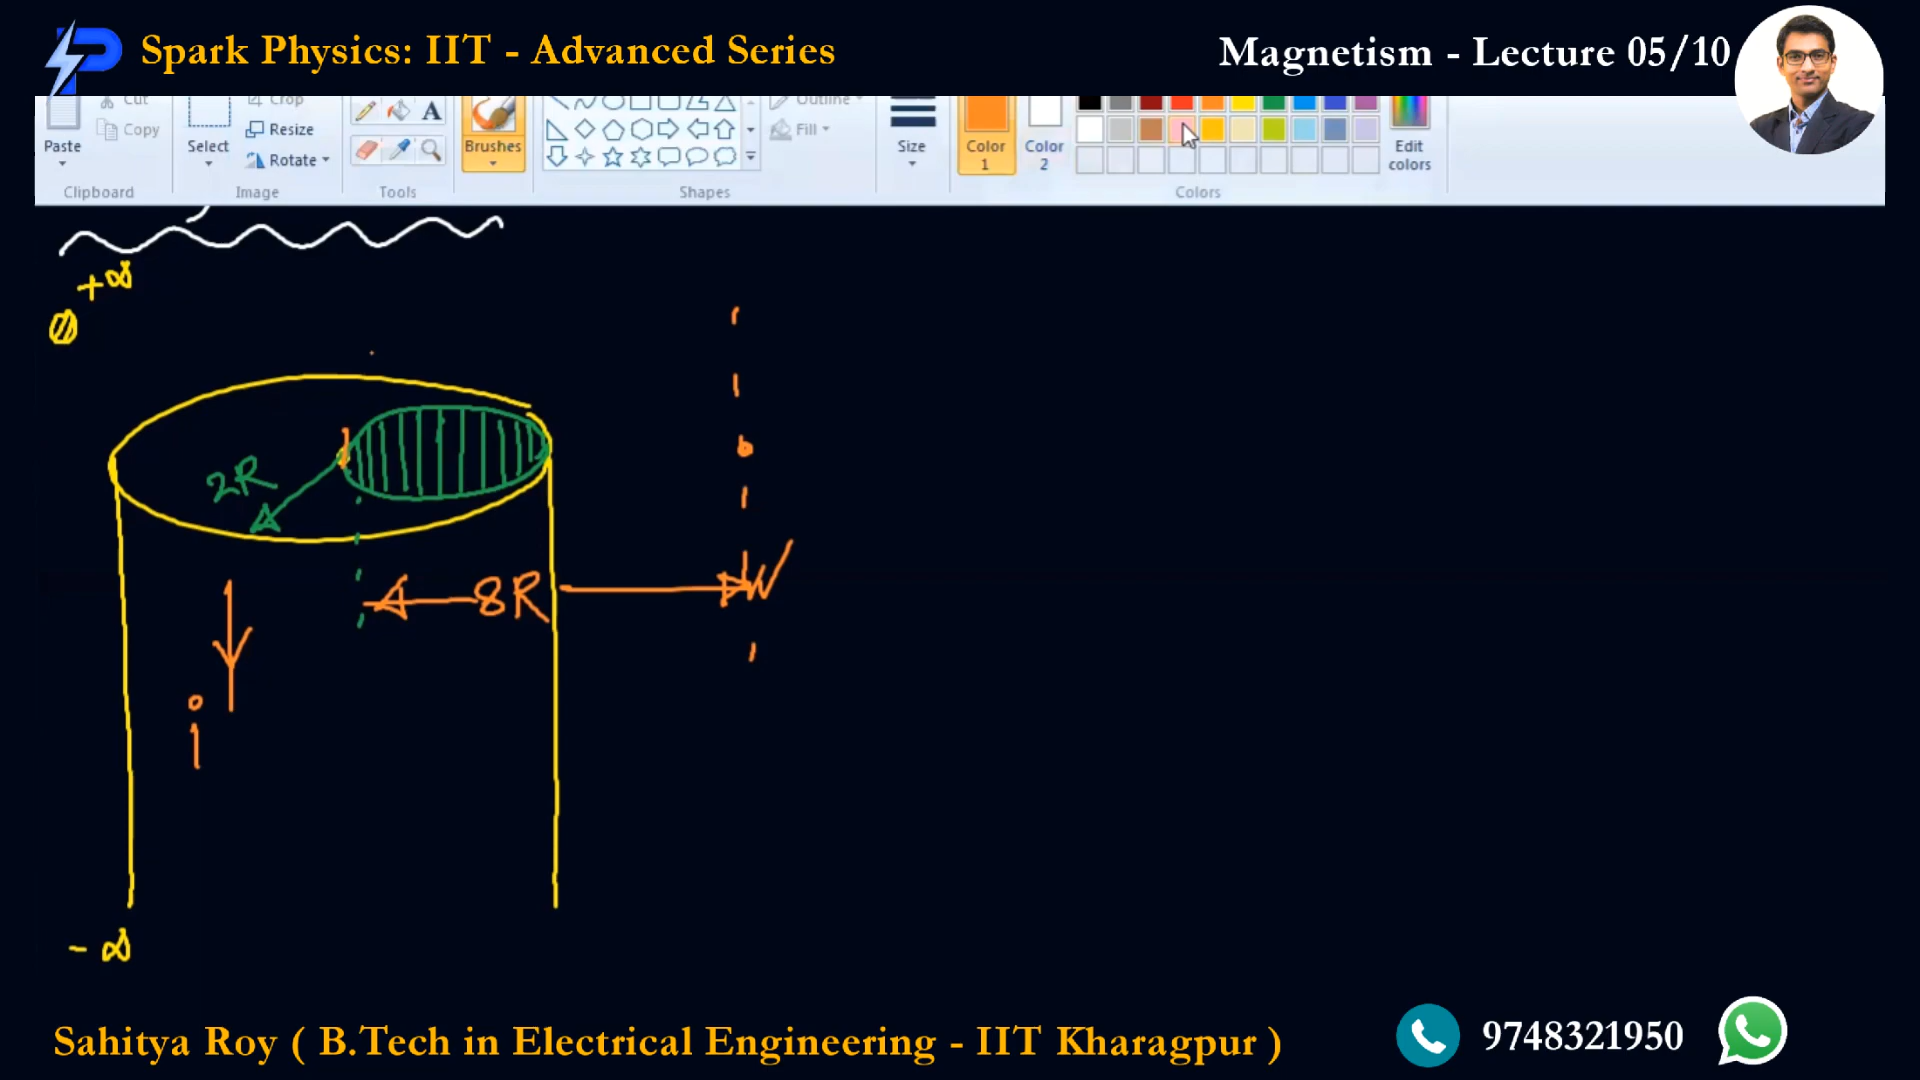 Spark Physics: IIT - Advanced Series
Magnetism - Lecture 05/10
Cut
Crop
Outline
Copy
Resize
A
Fill
Paste
Select
Rotate
Brushes
Size
Color 1
Color 2
Edit colors
Clipboard
Image
Tools
Shapes
Colors
+∞
2R
8R
W
i
- ∞
Sahitya Roy ( B.Tech in Electrical Engineering - IIT Kharagpur )
9748321950